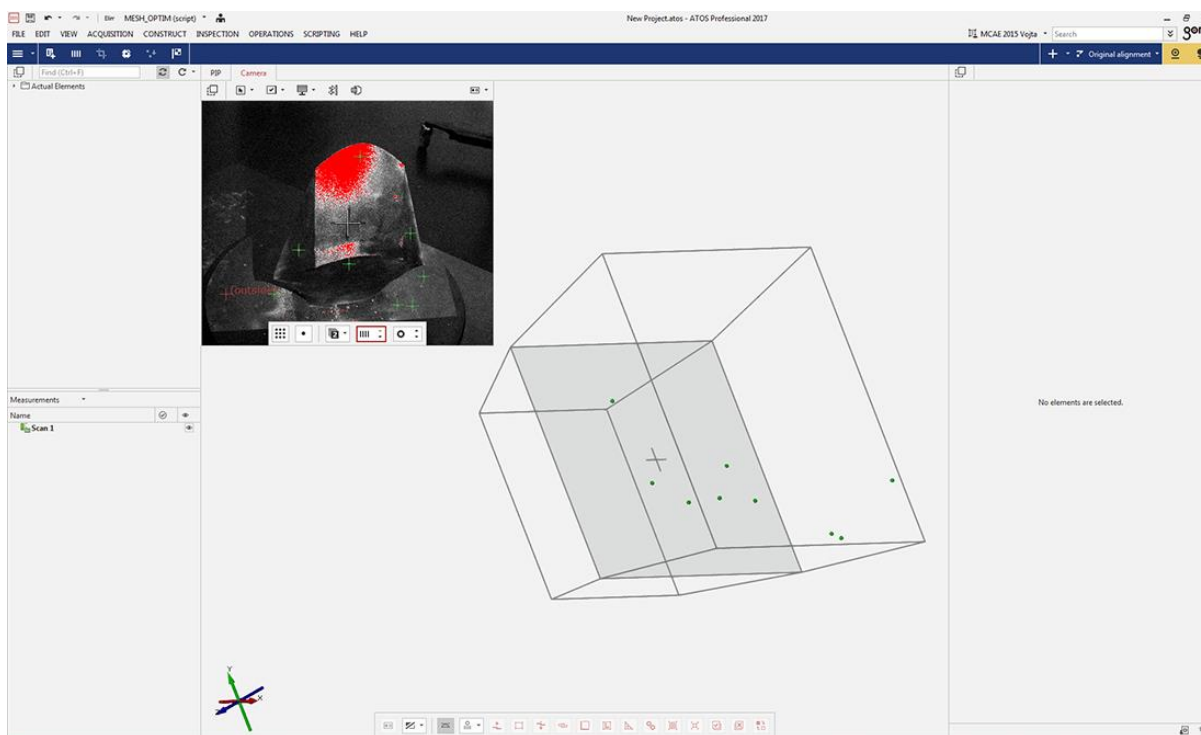 MESH_OPTIM (script)
New Project.atos - ATOS Professional 2017
FILE EDIT VIEW ACQUISITION CONSTRUCT INSPECTION OPERATIONS SCRIPTING HELP
MCAE 2015 Vojta
Search
Original alignment
Find (Ctrl+F)
PIP Camera
Actual Elements
[outside
Measurements
Name
Scan 1
No elements are selected.
Y
X